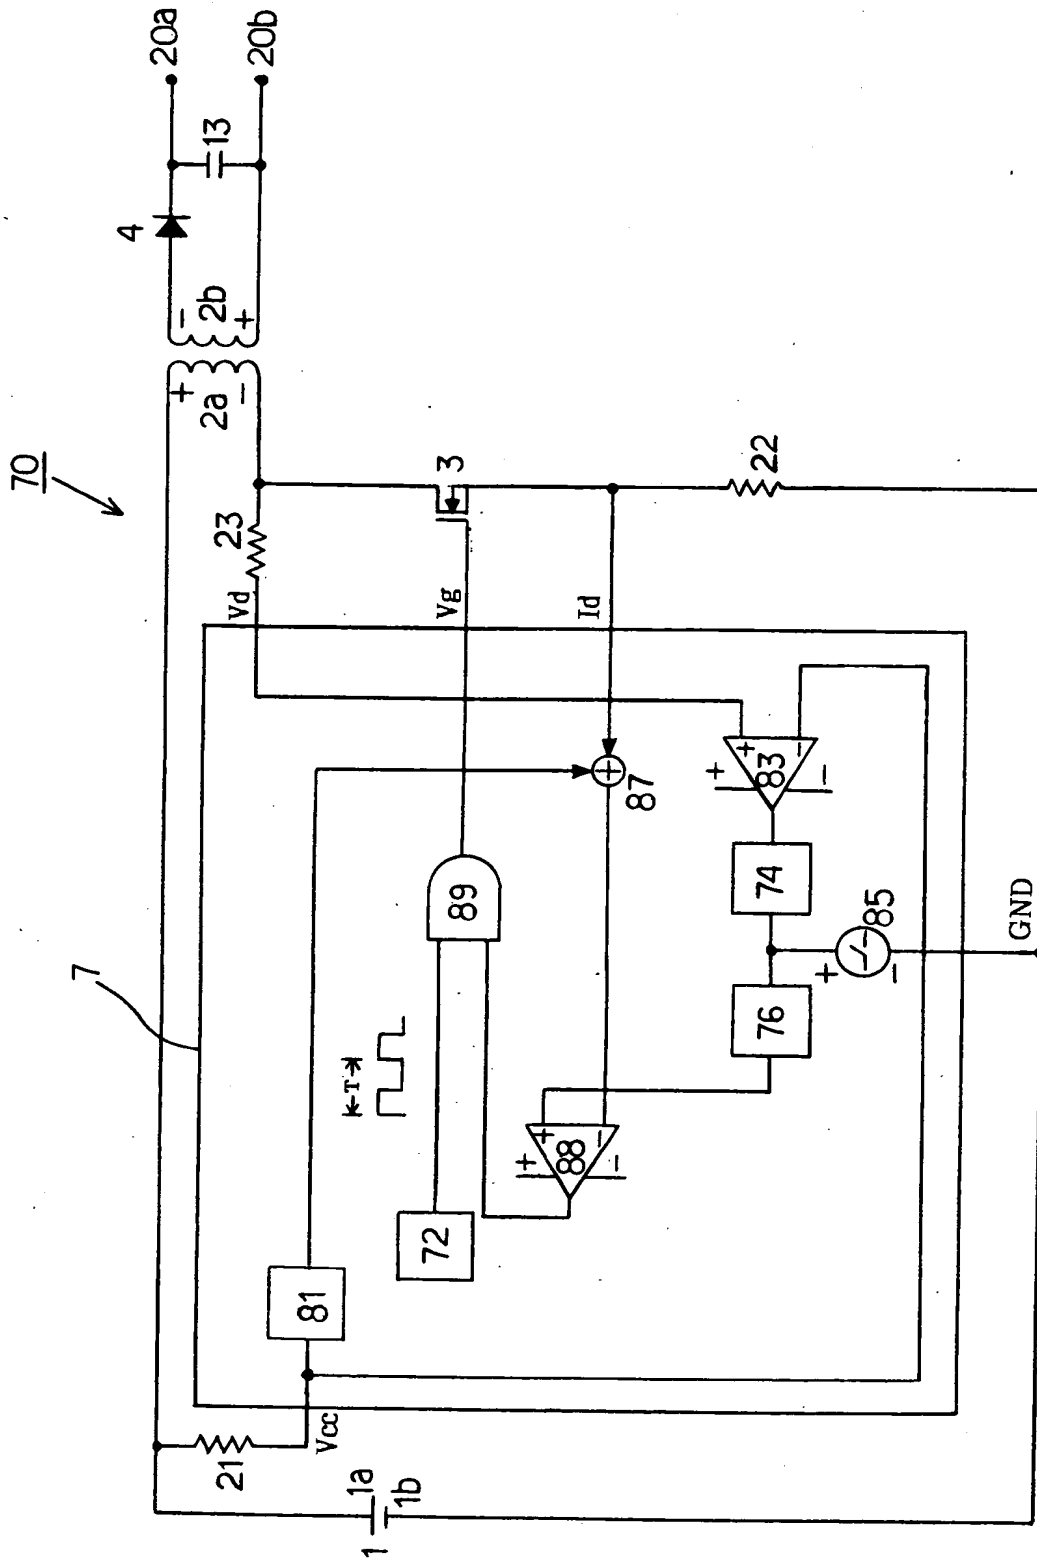 70
7
20a
20b
4
13
2b
- +
2a
+ -
23
Vd
3
Vg
Id
22
87
+
83
+ -
+ -
89
74
85
76
+ -
GND
T
88
+ -
+ -
72
81
Vcc
21
1a
1b
1